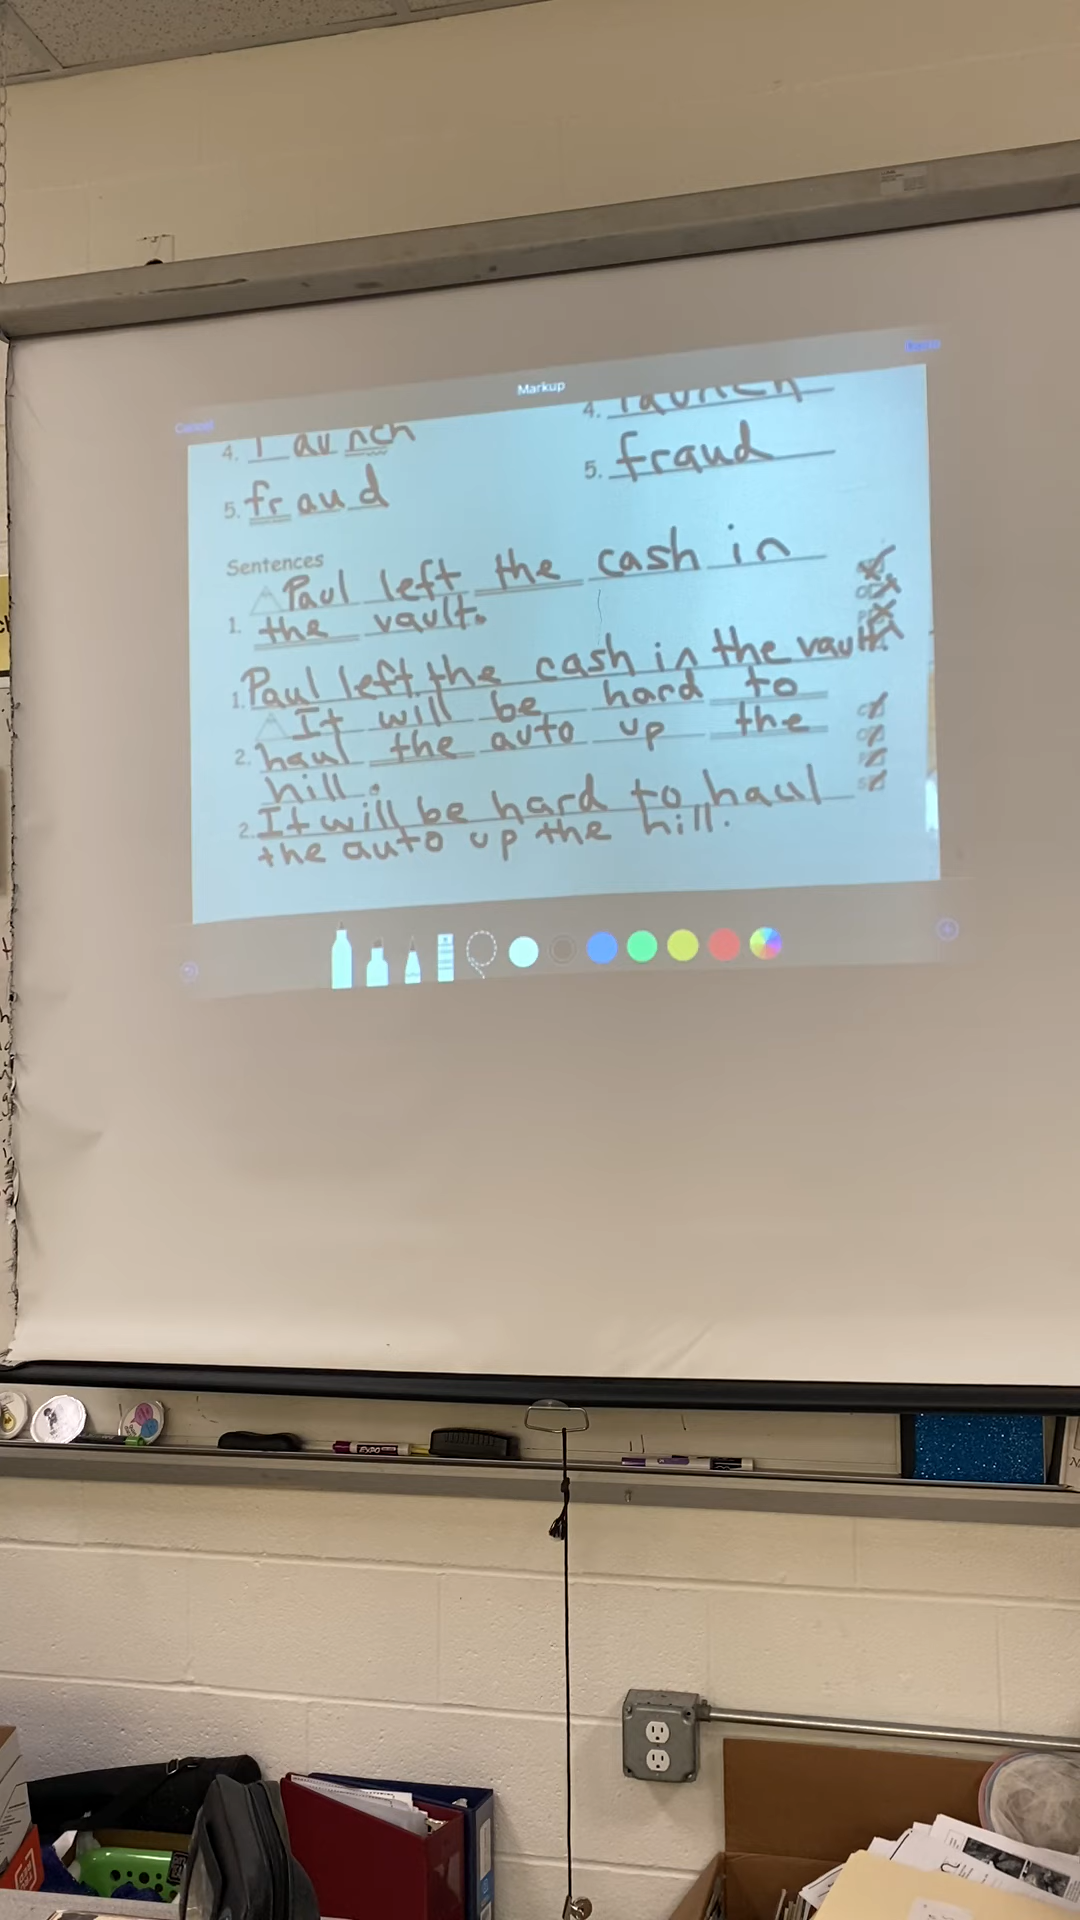 Markup
Cancel
4. launch
4. launch
5. fraud
5. fraud
Sentences
Paul left the cash in
1. the vault.
1. Paul left the cash in the vault.
It will be hard to
2. haul the auto up the
hill.
2. It will be hard to haul
the auto up the hill.
EXPO